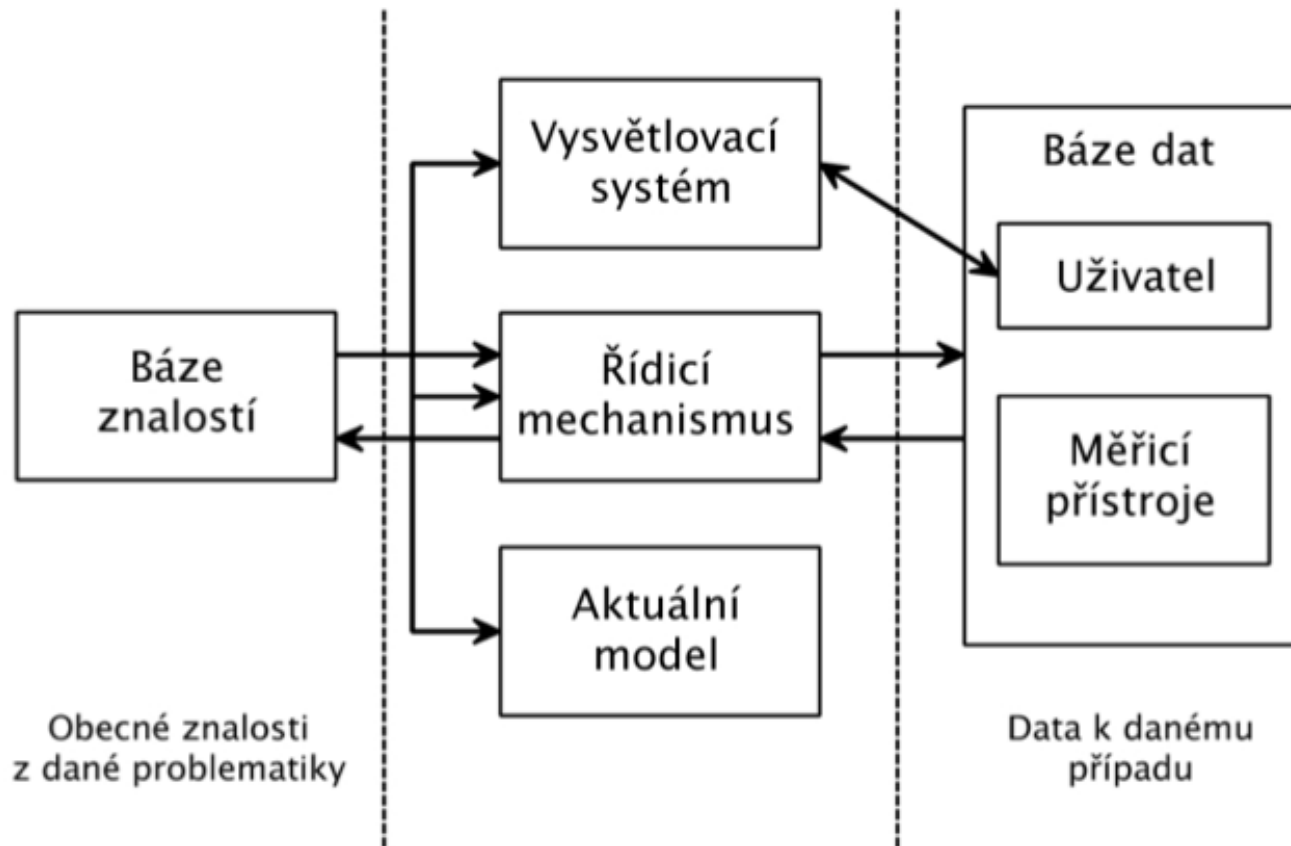 Vysvětlovací
systém
Báze dat
Uživatel
Báze
znalostí
Řídicí
mechanismus
Měřicí
přístroje
Aktuální
model
Obecné znalosti
z dané problematiky
Data k danému
případu